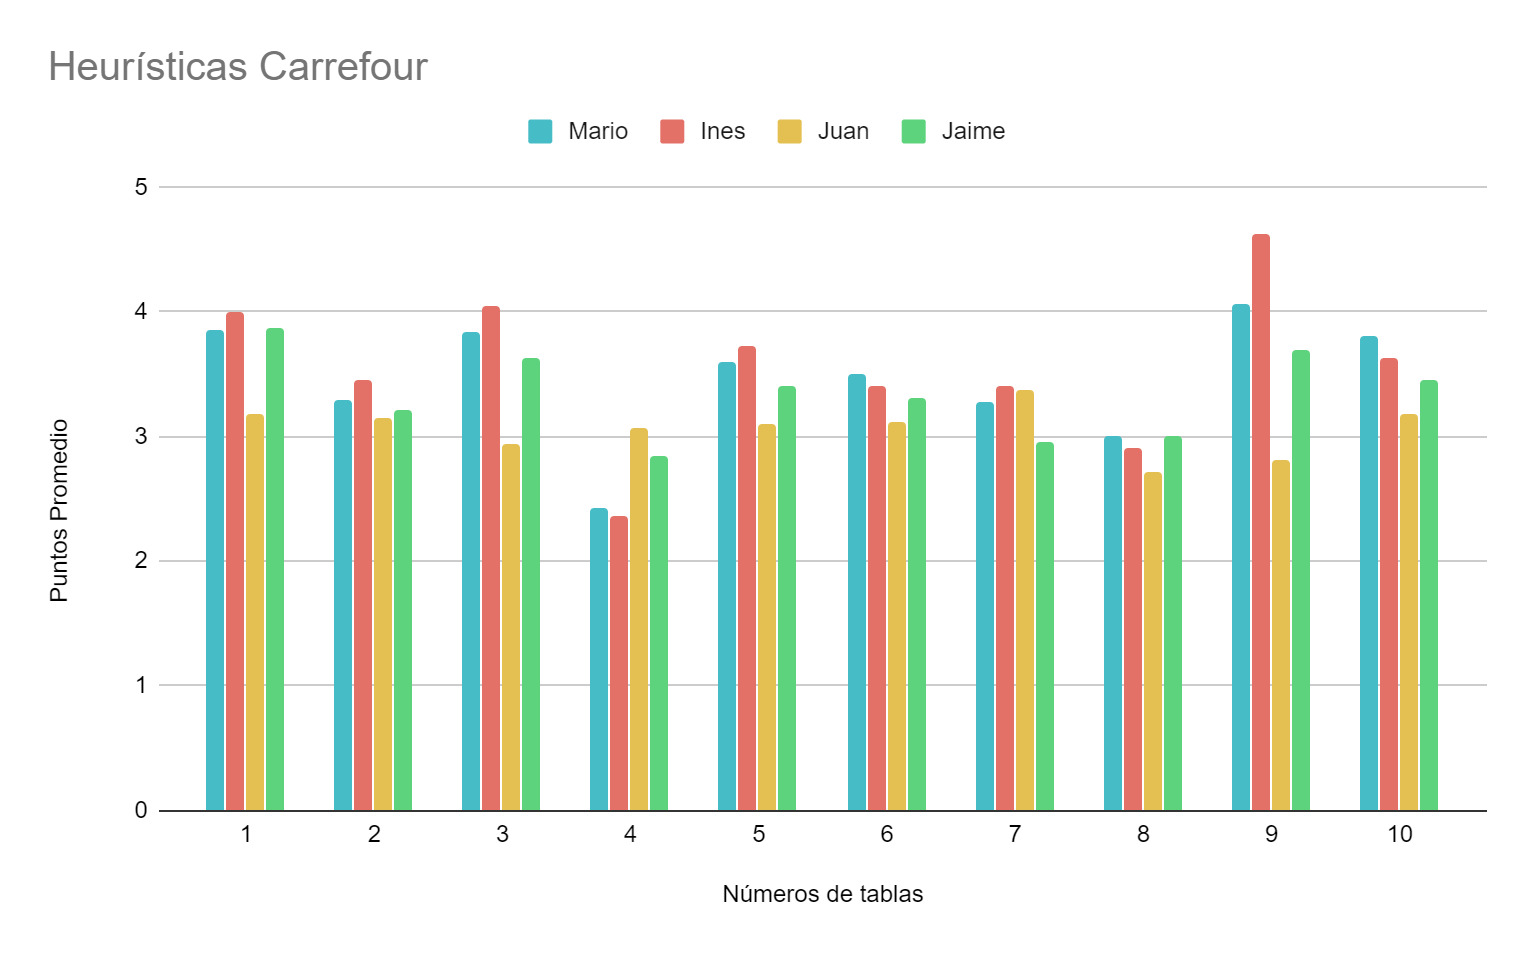 Heurísticas Carrefour
Mario Ines Juan Jaime
5
4
3
2
1
0
Puntos Promedio
1 2 3 4 5 6 7 8 9 10
Números de tablas